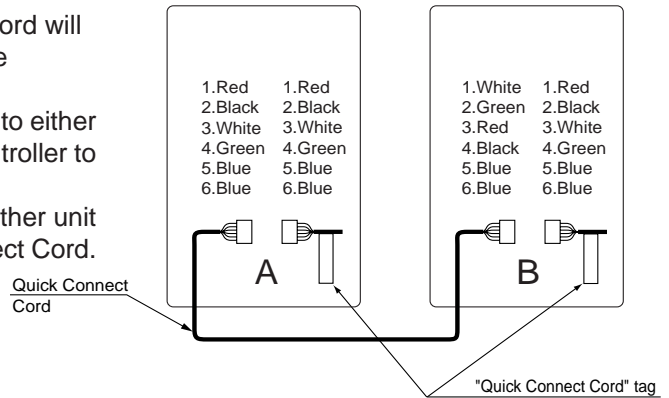 ord will
e
to either
troller to
ther unit
ect Cord.
1.Red 1.Red
2.Black 2.Black
3.White 3.White
4.Green 4.Green
5.Blue 5.Blue
6.Blue 6.Blue
A
1.White 1.Red
2.Green 2.Black
3.Red 3.White
4.Black 4.Green
5.Blue 5.Blue
6.Blue 6.Blue
B
Quick Connect
Cord
"Quick Connect Cord" tag